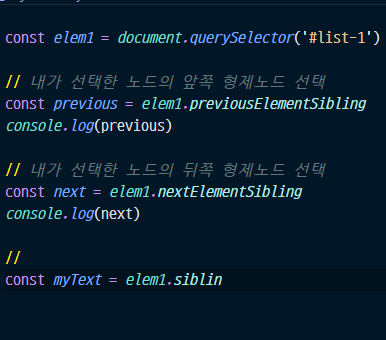 const elem1 = document.querySelector('#list-1')
// 내가 선택한 노드의 앞쪽 형제노드 선택
const previous = elem1.previousElementSibling
console.log(previous)
// 내가 선택한 노드의 뒤쪽 형제노드 선택
const next = elem1.nextElementSibling
console.log(next)
//
const myText = elem1.siblin